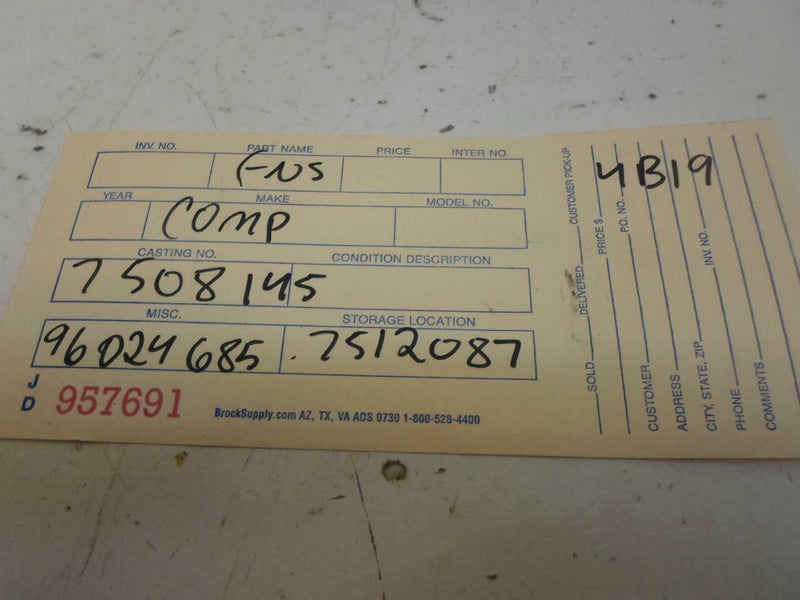 INV. NO. PART NAME PRICE INTER NO.
ENS
YEAR MAKE MODEL NO.
COMP
CASTING NO. CONDITION DESCRIPTION
7508145
MISC. STORAGE LOCATION
96024685 .7512087
JD 957691 BrockSupply.com AZ, TX, VA ADS 0730 1-800-528-4400
4B19
SOLD DELIVERED CUSTOMER PICK-UP
PRICE $
P.O. NO.
CUSTOMER
ADDRESS
CITY, STATE, ZIP INV. NO.
PHONE
COMMENTS